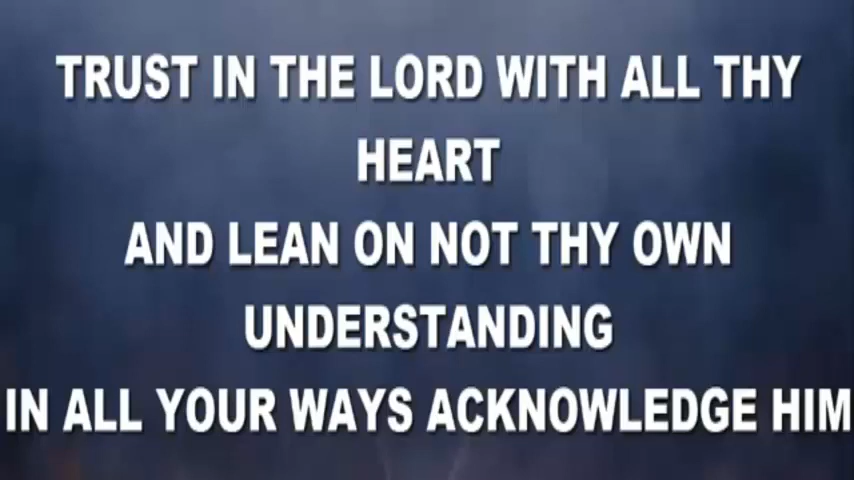 TRUST IN THE LORD WITH ALL THY
HEART
AND LEAN ON NOT THY OWN
UNDERSTANDING
IN ALL YOUR WAYS ACKNOWLEDGE HIM